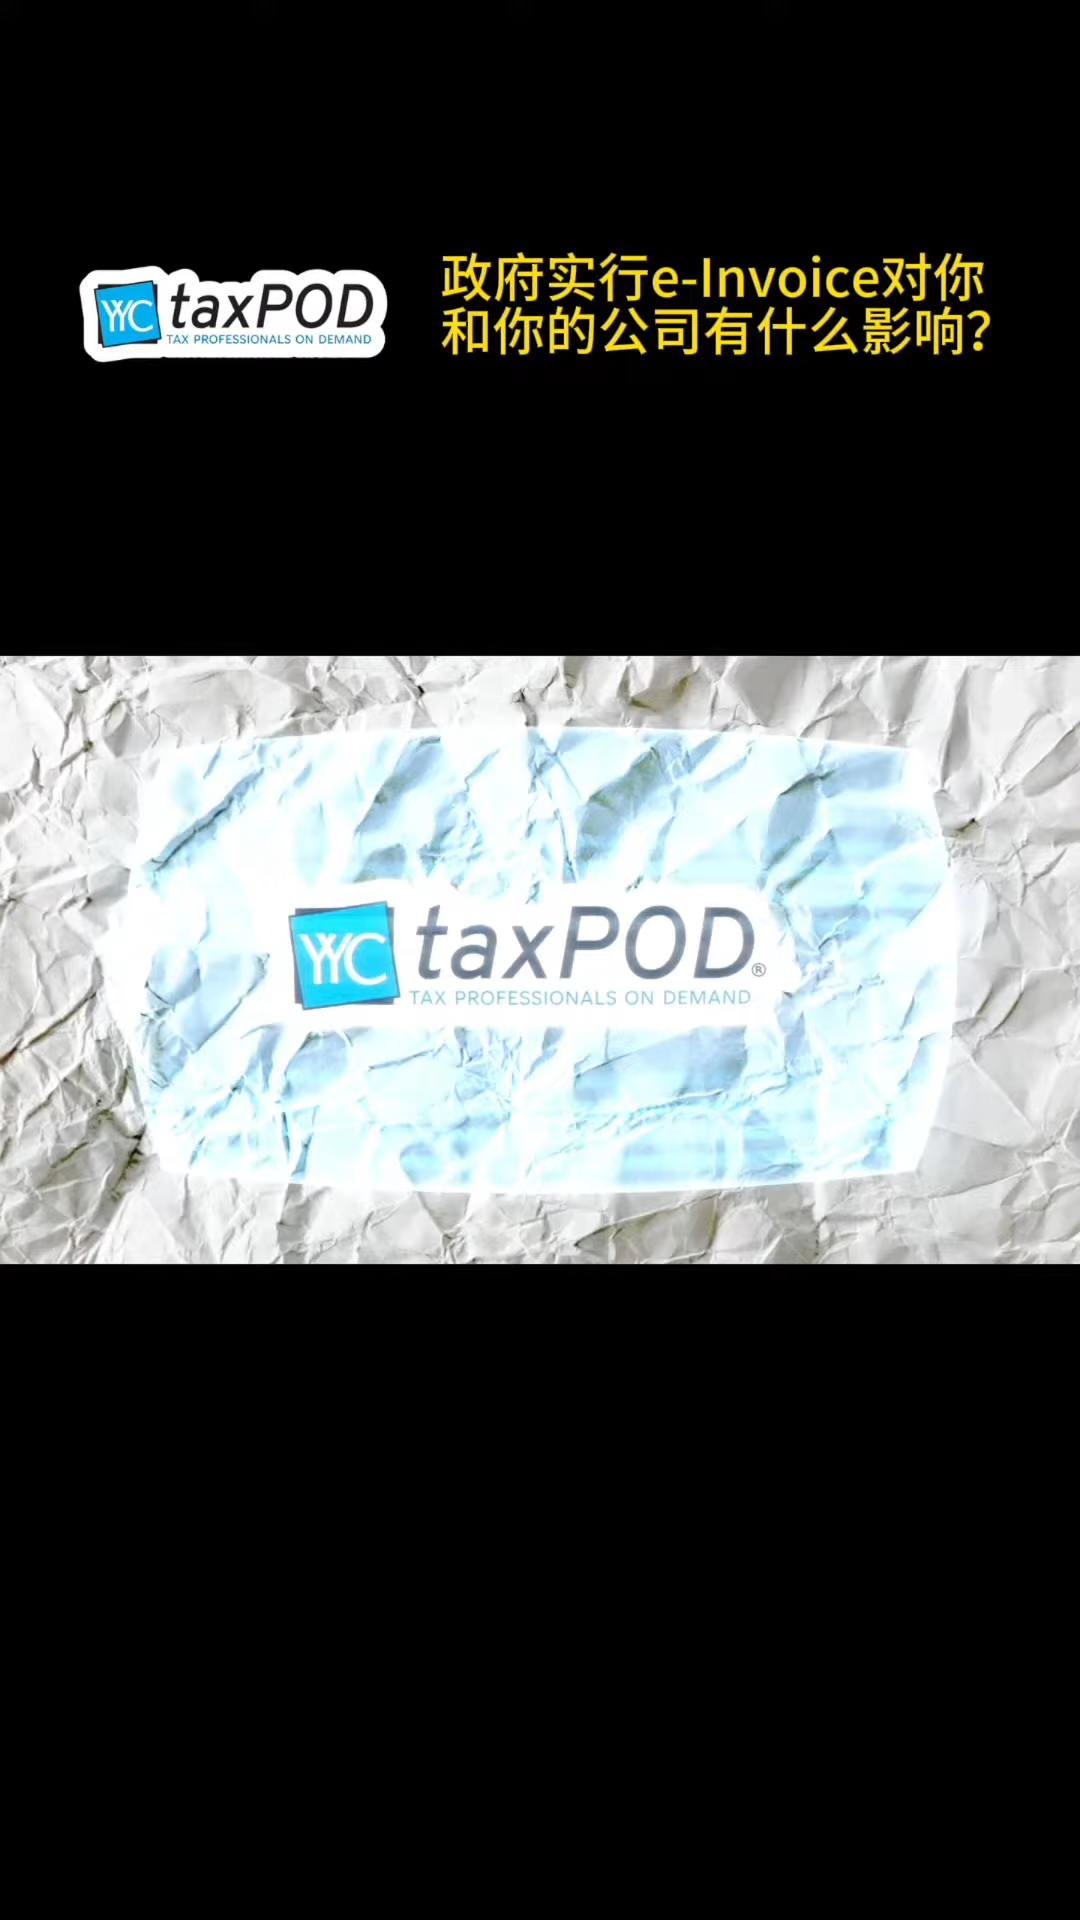 YYC taxPOD
TAX PROFESSIONALS ON DEMAND
政府实行e-Invoice对你
和你的公司有什么影响？
YYC taxPOD®
TAX PROFESSIONALS ON DEMAND